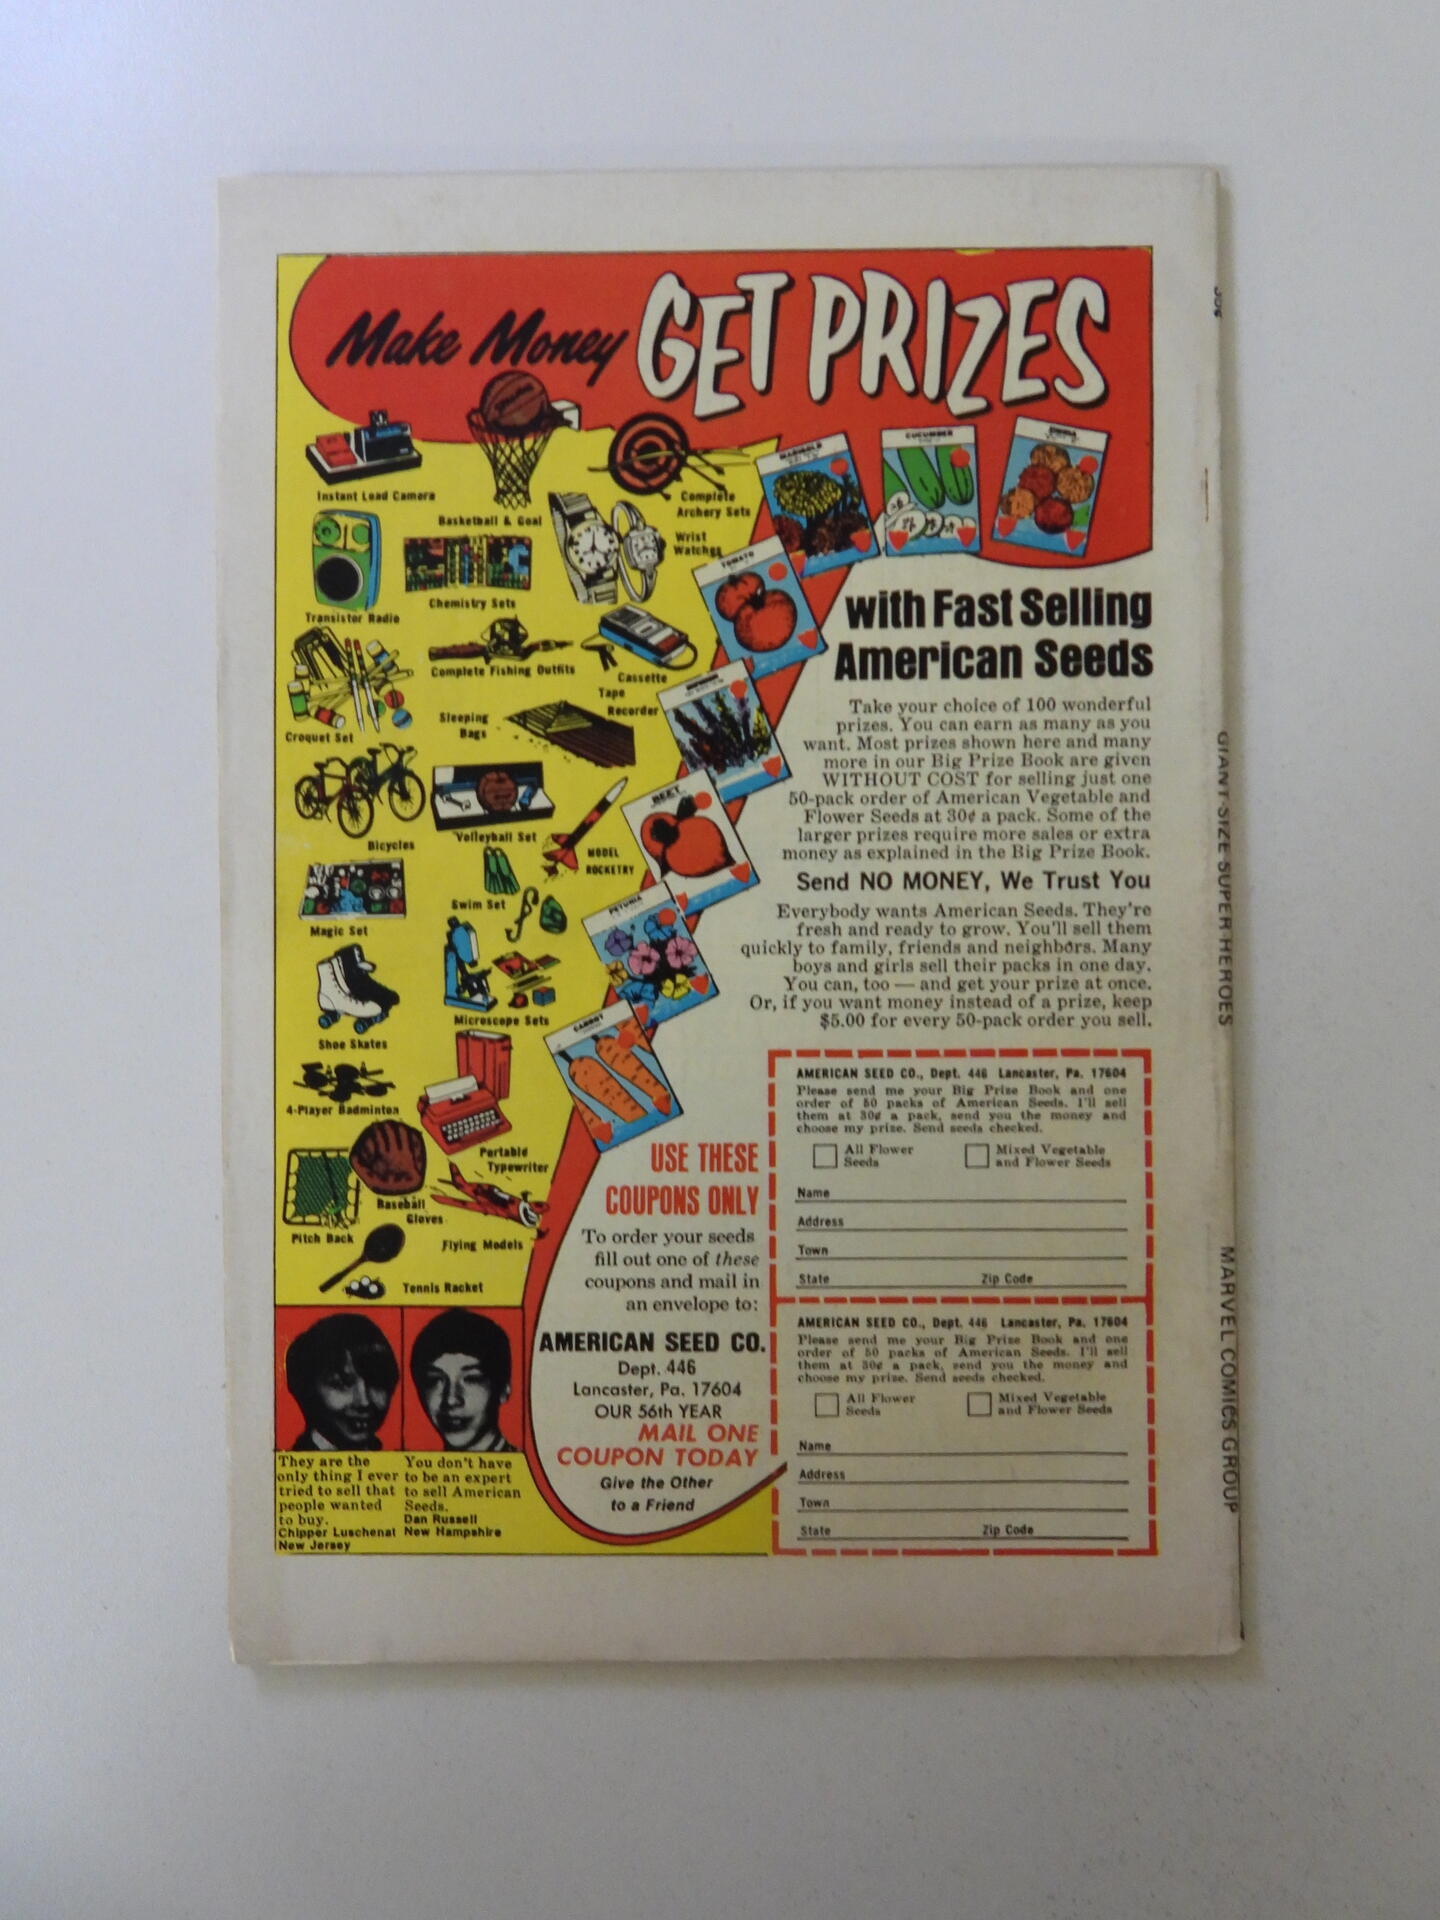 Make Money GET PRIZES
Instant Load Camera
Basketball & Goal
Complete
Archery Sets
Wrist
Watches
Transistor Radio
Chemistry Sets
Complete Fishing Outfits
Cassette
Tape
Recorder
Croquet Set
Sleeping
Bags
Bicycles
Volleyball Set
MODEL
ROCKETRY
Magic Set
Swim Set
Shoe Skates
Microscope Sets
4-Player Badminton
Portable
Typewriter
Pitch Back
Baseball
Gloves
Flying Models
Tennis Racket
MARIGOLD
CUCUMBER
TOMATO
BEET
PETUNIA
CARROT
with Fast Selling
American Seeds
Take your choice of 100 wonderful
prizes. You can earn as many as you
want. Most prizes shown here and many
more in our Big Prize Book are given
WITHOUT COST for selling just one
50-pack order of American Vegetable and
Flower Seeds at 30¢ a pack. Some of the
larger prizes require more sales or extra
money as explained in the Big Prize Book.
Send NO MONEY, We Trust You
Everybody wants American Seeds. They're
fresh and ready to grow. You'll sell them
quickly to family, friends and neighbors. Many
boys and girls sell their packs in one day.
You can, too — and get your prize at once.
Or, if you want money instead of a prize, keep
$5.00 for every 50-pack order you sell.
USE THESE
COUPONS ONLY
To order your seeds
fill out one of these
coupons and mail in
an envelope to:
AMERICAN SEED CO.
Dept. 446
Lancaster, Pa. 17604
OUR 56th YEAR
MAIL ONE
COUPON TODAY
Give the Other
to a Friend
AMERICAN SEED CO., Dept. 446 Lancaster, Pa. 17604
Please send me your Big Prize Book and one
order of 50 packs of American Seeds. I'll sell
them at 30¢ a pack, send you the money and
choose my prize. Send seeds checked.
All Flower
Seeds
Mixed Vegetable
and Flower Seeds
Name
Address
Town
State Zip Code
AMERICAN SEED CO., Dept. 446 Lancaster, Pa. 17604
Please send me your Big Prize Book and one
order of 50 packs of American Seeds. I'll sell
them at 30¢ a pack, send you the money and
choose my prize. Send seeds checked.
All Flower
Seeds
Mixed Vegetable
and Flower Seeds
Name
Address
Town
State Zip Code
They are the
only thing I ever
tried to sell that
people wanted
to buy.
Chipper Luschenat
New Jersey
You don't have
to be an expert
to sell American
Seeds.
Dan Russell
New Hampshire
GIANT-SIZE SUPER HEROES
MARVEL COMICS GROUP